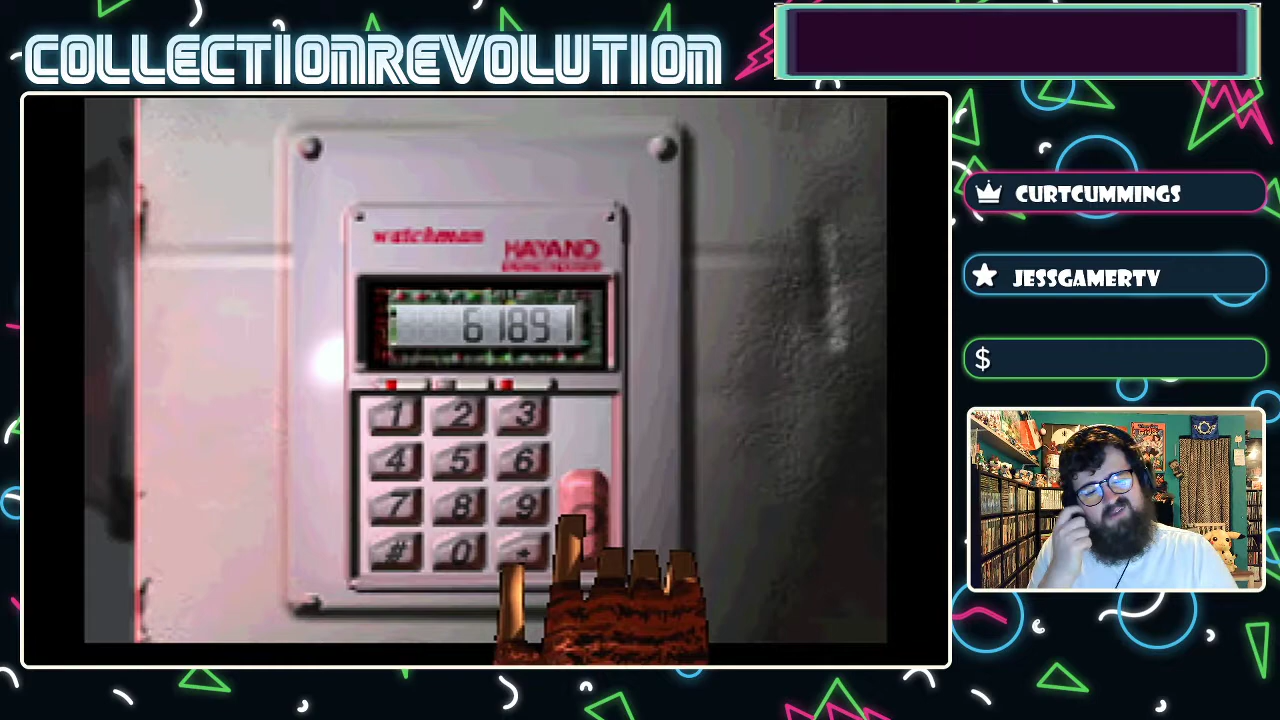 COLLECTIONREVOLUTION
CURTCUMMINGS
JESSGAMERTV
$
watchman
HAYANO
61891
1 2 3
4 5 6
7 8 9
# 0 *